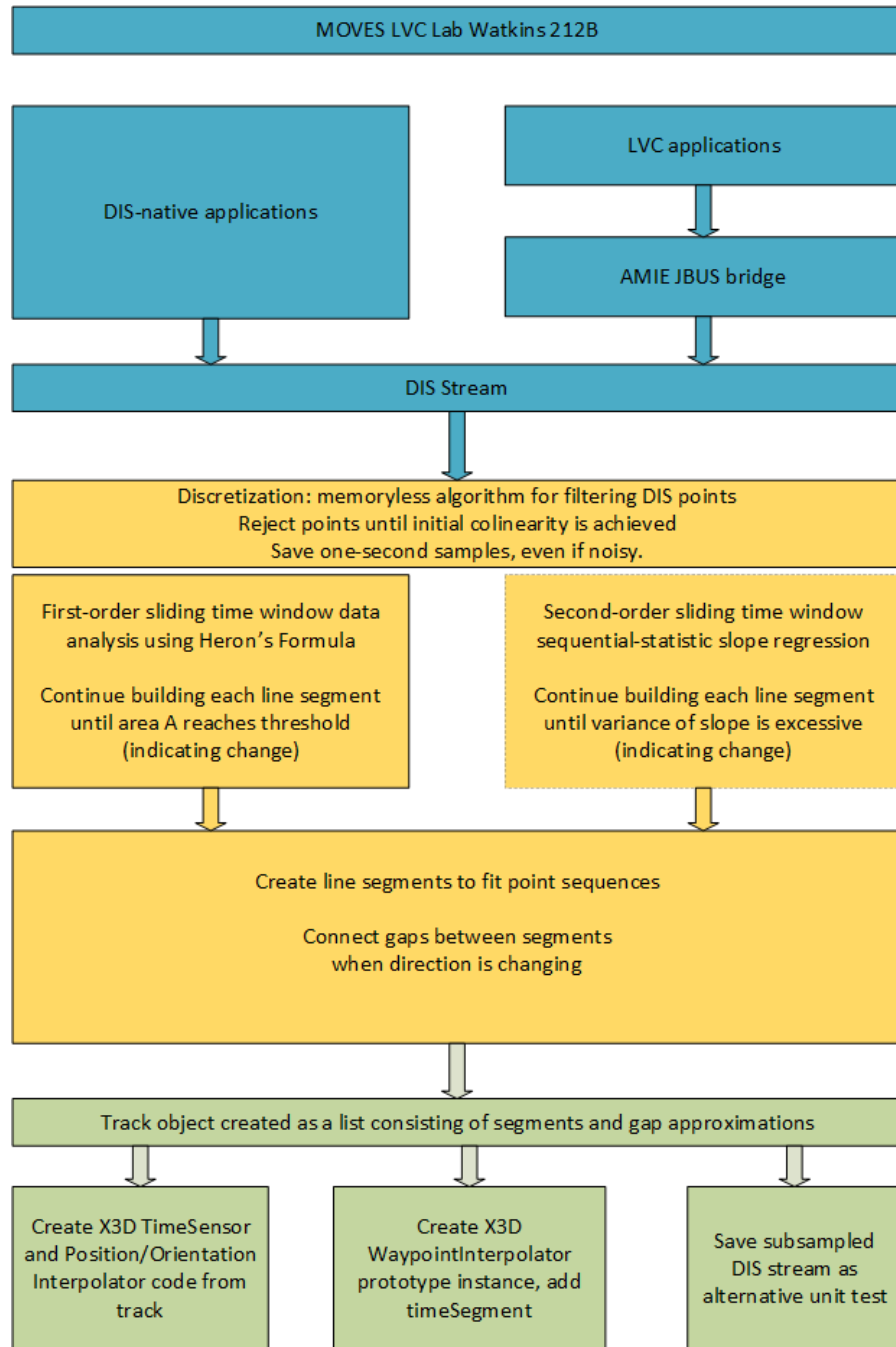 MOVES LVC Lab Watkins 212B
DIS-native applications
LVC applications
AMIE JBUS bridge
DIS Stream
Discretization: memoryless algorithm for filtering DIS points
Reject points until initial colinearity is achieved
Save one-second samples, even if noisy.
First-order sliding time window data
analysis using Heron's Formula
Continue building each line segment
until area A reaches threshold
(indicating change)
Second-order sliding time window
sequential-statistic slope regression
Continue building each line segment
until variance of slope is excessive
(indicating change)
Create line segments to fit point sequences
Connect gaps between segments
when direction is changing
Track object created as a list consisting of segments and gap approximations
Create X3D TimeSensor
and Position/Orientation
Interpolator code from
track
Create X3D
WaypointInterpolator
prototype instance, add
timeSegment
Save subsampled
DIS stream as
alternative unit test